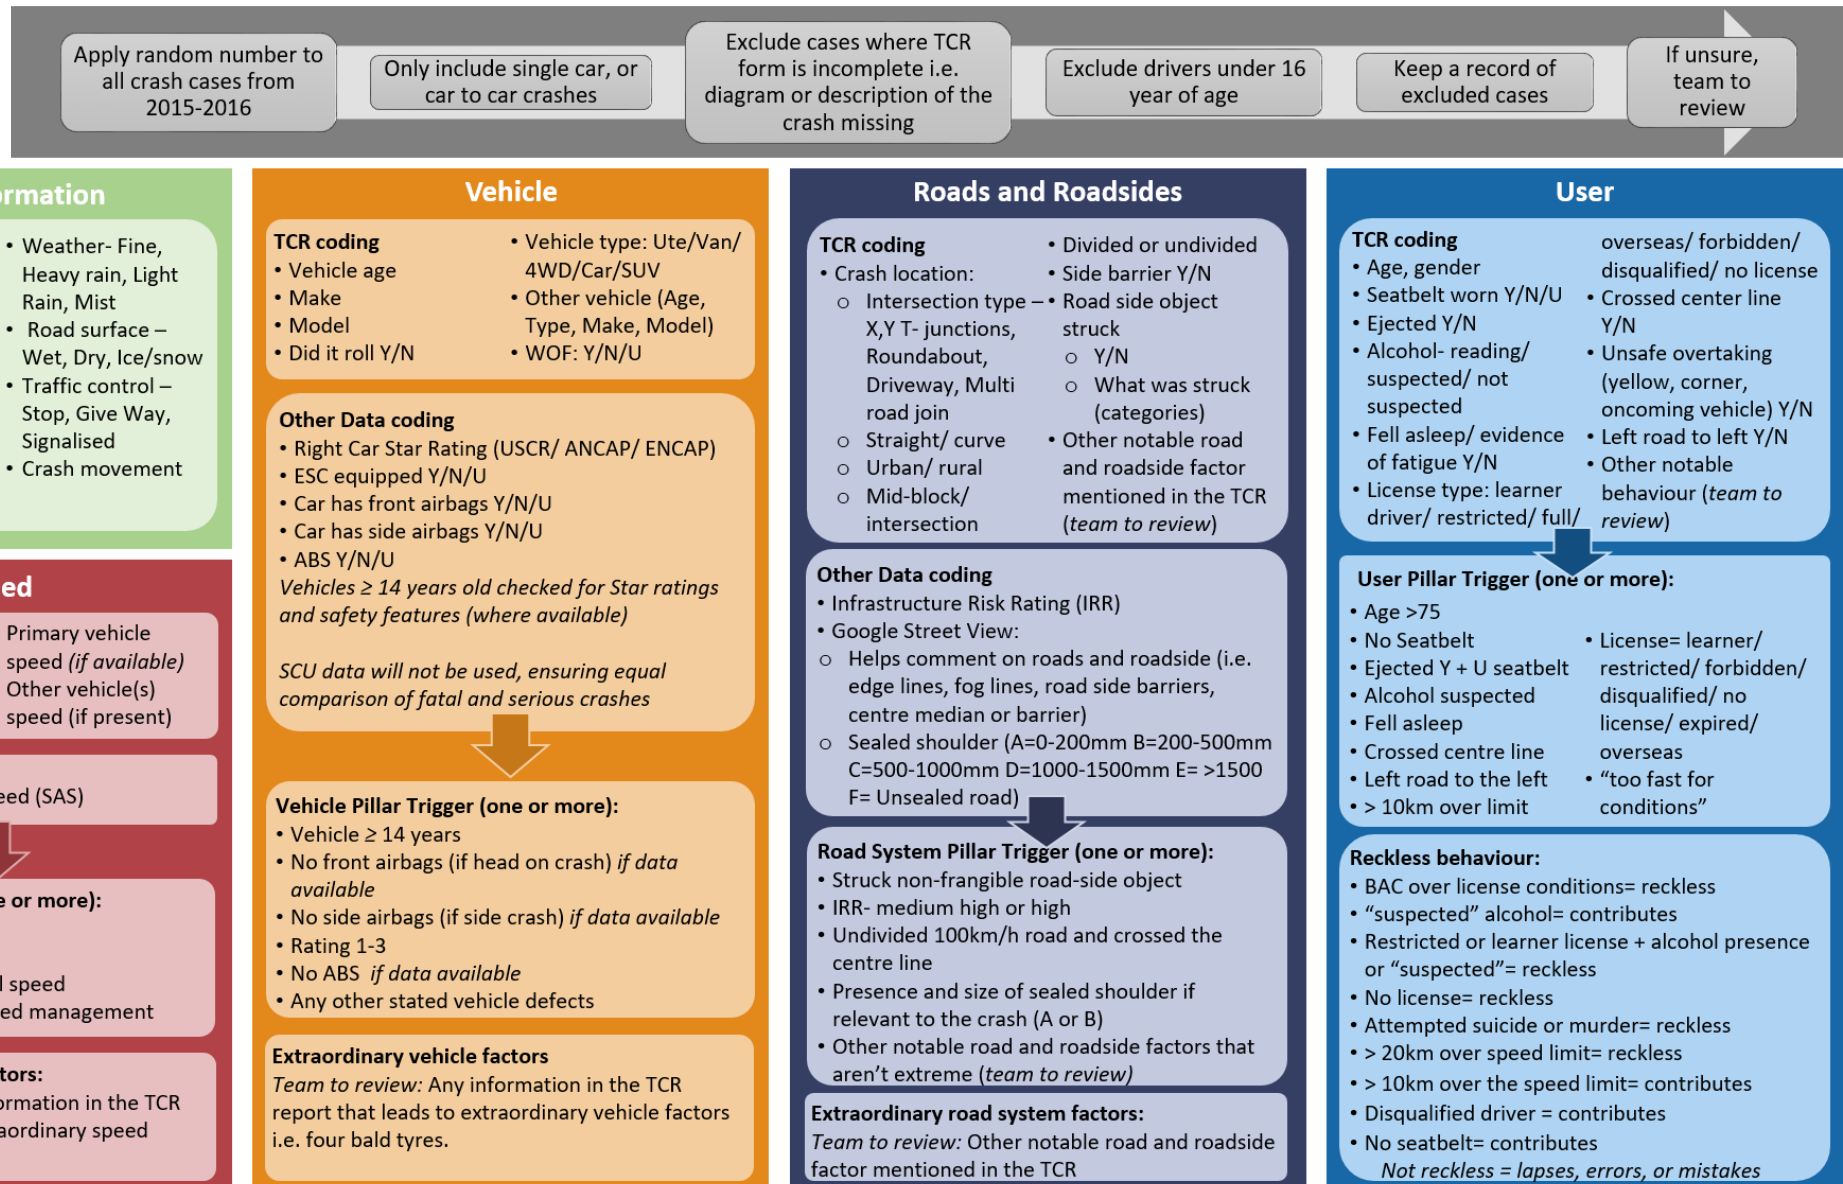 Apply random number to
all crash cases from
2015-2016
Only include single car, or
car to car crashes
Exclude cases where TCR
form is incomplete i.e.
diagram or description of the
crash missing
Exclude drivers under 16
year of age
Keep a record of
excluded cases
If unsure,
team to
review
ormation
• Weather- Fine,
Heavy rain, Light
Rain, Mist
• Road surface –
Wet, Dry, Ice/snow
• Traffic control –
Stop, Give Way,
Signalised
• Crash movement
ed
Primary vehicle
speed (if available)
Other vehicle(s)
speed (if present)
eed (SAS)
e or more):
l speed
ed management
tors:
ormation in the TCR
aordinary speed
Vehicle
TCR coding
• Vehicle age
• Make
• Model
• Did it roll Y/N
• Vehicle type: Ute/Van/
4WD/Car/SUV
• Other vehicle (Age,
Type, Make, Model)
• WOF: Y/N/U
Other Data coding
• Right Car Star Rating (USCR/ ANCAP/ ENCAP)
• ESC equipped Y/N/U
• Car has front airbags Y/N/U
• Car has side airbags Y/N/U
• ABS Y/N/U
Vehicles ≥ 14 years old checked for Star ratings
and safety features (where available)
SCU data will not be used, ensuring equal
comparison of fatal and serious crashes
Vehicle Pillar Trigger (one or more):
• Vehicle ≥ 14 years
• No front airbags (if head on crash) if data
available
• No side airbags (if side crash) if data available
• Rating 1-3
• No ABS if data available
• Any other stated vehicle defects
Extraordinary vehicle factors
Team to review: Any information in the TCR
report that leads to extraordinary vehicle factors
i.e. four bald tyres.
Roads and Roadsides
TCR coding
• Crash location:
o Intersection type –
X,Y T- junctions,
Roundabout,
Driveway, Multi
road join
o Straight/ curve
o Urban/ rural
o Mid-block/
intersection
• Divided or undivided
• Side barrier Y/N
• Road side object
struck
o Y/N
o What was struck
(categories)
• Other notable road
and roadside factor
mentioned in the TCR
(team to review)
Other Data coding
• Infrastructure Risk Rating (IRR)
• Google Street View:
o Helps comment on roads and roadside (i.e.
edge lines, fog lines, road side barriers,
centre median or barrier)
o Sealed shoulder (A=0-200mm B=200-500mm
C=500-1000mm D=1000-1500mm E= >1500
F= Unsealed road)
Road System Pillar Trigger (one or more):
• Struck non-frangible road-side object
• IRR- medium high or high
• Undivided 100km/h road and crossed the
centre line
• Presence and size of sealed shoulder if
relevant to the crash (A or B)
• Other notable road and roadside factors that
aren't extreme (team to review)
Extraordinary road system factors:
Team to review: Other notable road and roadside
factor mentioned in the TCR
User
TCR coding
• Age, gender
• Seatbelt worn Y/N/U
• Ejected Y/N
• Alcohol- reading/
suspected/ not
suspected
• Fell asleep/ evidence
of fatigue Y/N
• License type: learner
driver/ restricted/ full/
overseas/ forbidden/
disqualified/ no license
• Crossed center line
Y/N
• Unsafe overtaking
(yellow, corner,
oncoming vehicle) Y/N
• Left road to left Y/N
• Other notable
behaviour (team to
review)
User Pillar Trigger (one or more):
• Age >75
• No Seatbelt
• Ejected Y + U seatbelt
• Alcohol suspected
• Fell asleep
• Crossed centre line
• Left road to the left
• > 10km over limit
• License= learner/
restricted/ forbidden/
disqualified/ no
license/ expired/
overseas
• “too fast for
conditions”
Reckless behaviour:
• BAC over license conditions= reckless
• “suspected” alcohol= contributes
• Restricted or learner license + alcohol presence
or “suspected”= reckless
• No license= reckless
• Attempted suicide or murder= reckless
• > 20km over speed limit= reckless
• > 10km over the speed limit= contributes
• Disqualified driver = contributes
• No seatbelt= contributes
Not reckless = lapses, errors, or mistakes